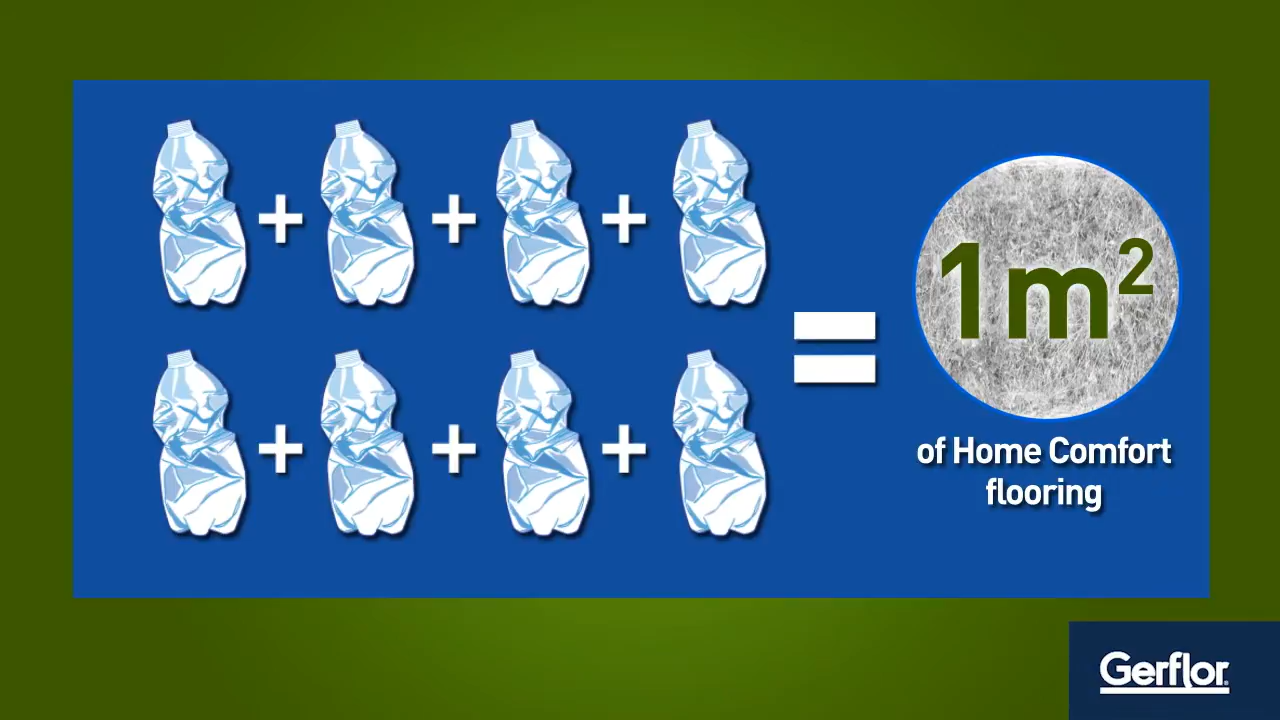 + + +
=
1m²
+ + +
of Home Comfort
flooring
Gerflor